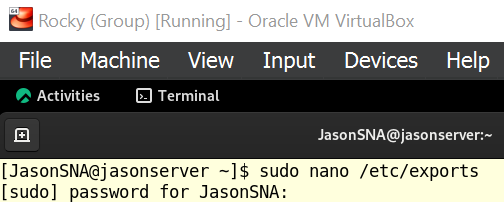 Rocky (Group) [Running] - Oracle VM VirtualBox
File Machine View Input Devices Help
Activities Terminal
JasonSNA@jasonserver:~
[JasonSNA@jasonserver ~]$ sudo nano /etc/exports
[sudo] password for JasonSNA: